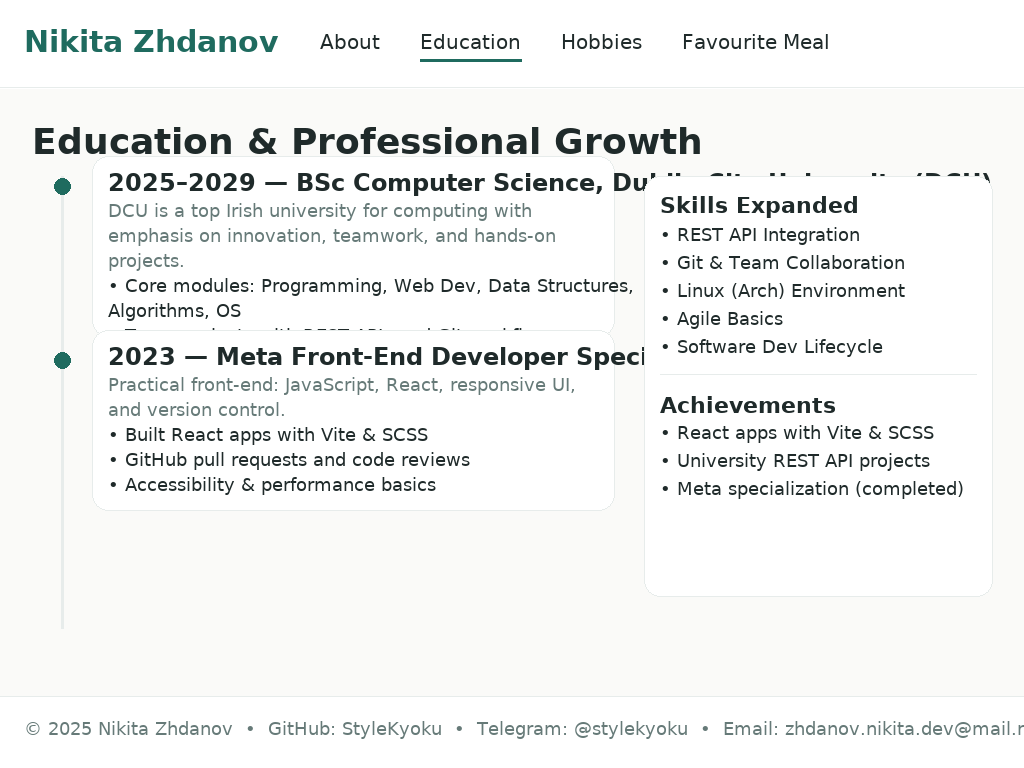 Nikita Zhdanov
About
Education
Hobbies
Favourite Meal
Education & Professional Growth
2025–2029 — BSc Computer Science, Dublin City University (DCU)
DCU is a top Irish university for computing with
emphasis on innovation, teamwork, and hands-on
projects.
• Core modules: Programming, Web Dev, Data Structures,
Algorithms, OS
2023 — Meta Front-End Developer Speci
Practical front-end: JavaScript, React, responsive UI,
and version control.
• Built React apps with Vite & SCSS
• GitHub pull requests and code reviews
• Accessibility & performance basics
Skills Expanded
• REST API Integration
• Git & Team Collaboration
• Linux (Arch) Environment
• Agile Basics
• Software Dev Lifecycle
Achievements
• React apps with Vite & SCSS
• University REST API projects
• Meta specialization (completed)
© 2025 Nikita Zhdanov • GitHub: StyleKyoku • Telegram: @stylekyoku • Email: zhdanov.nikita.dev@mail.r